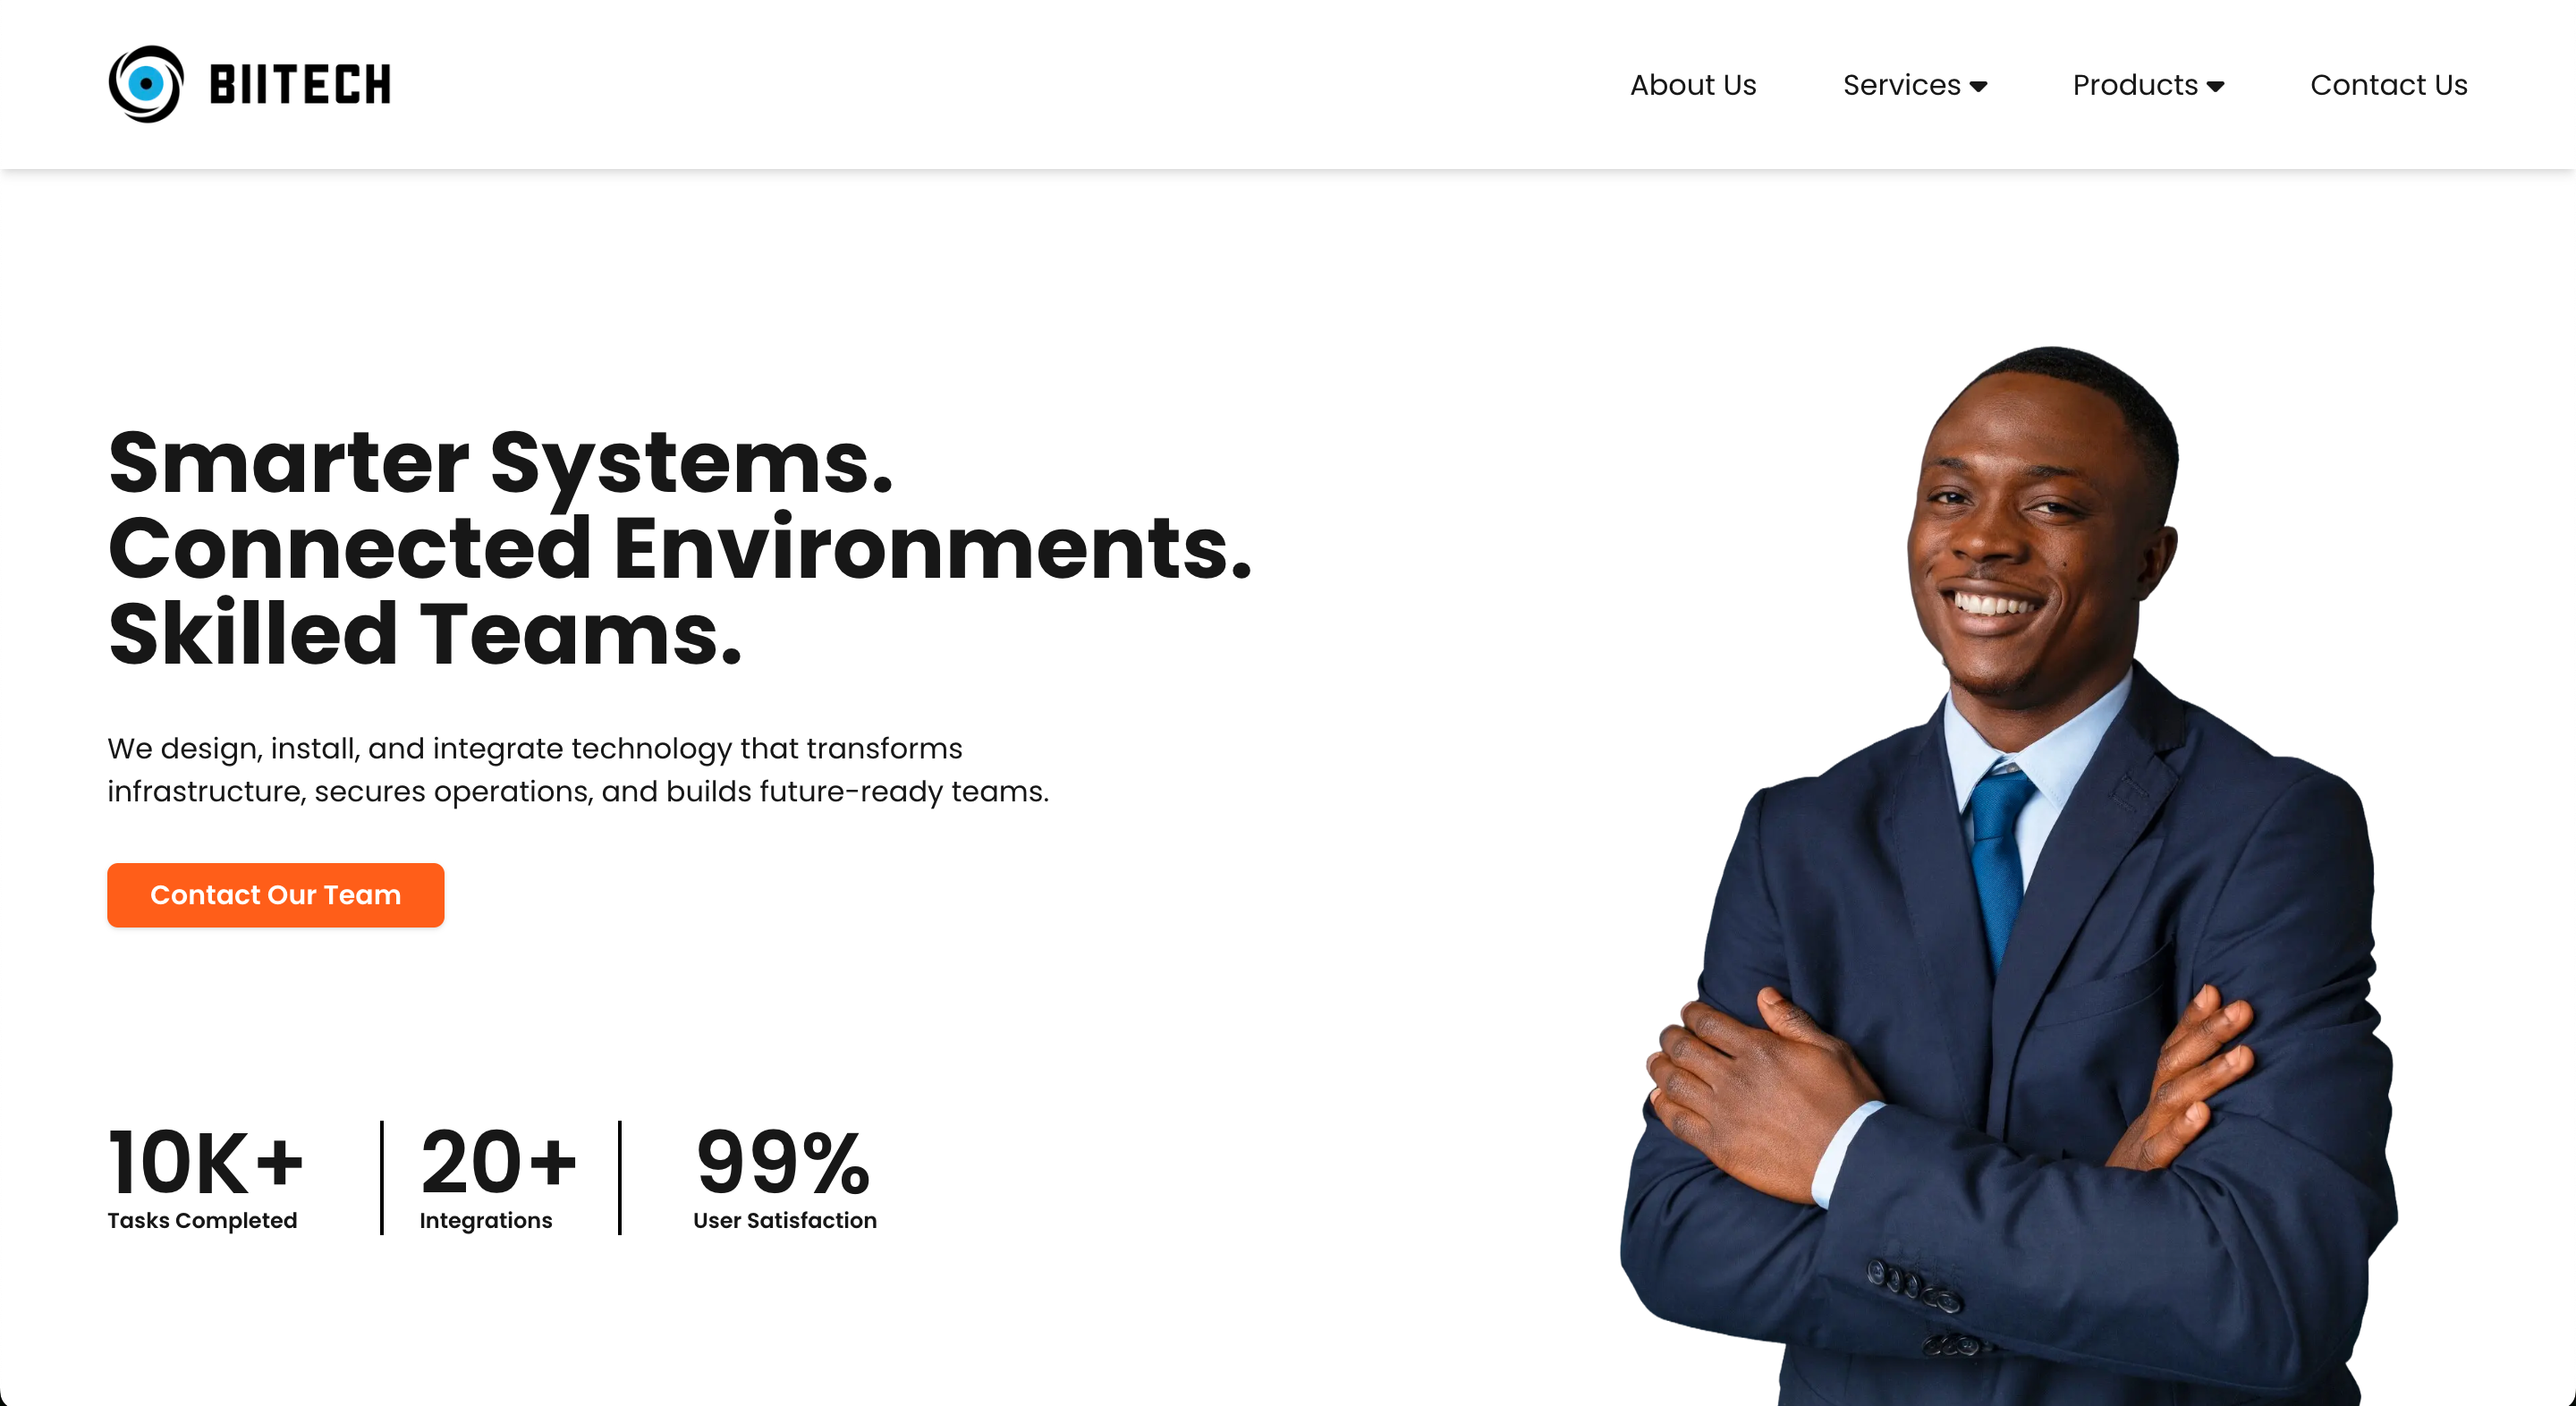 BIITECH
About Us
Services
Products
Contact Us
Smarter Systems.
Connected Environments.
Skilled Teams.
We design, install, and integrate technology that transforms
infrastructure, secures operations, and builds future-ready teams.
Contact Our Team
10K+
Tasks Completed
20+
Integrations
99%
User Satisfaction